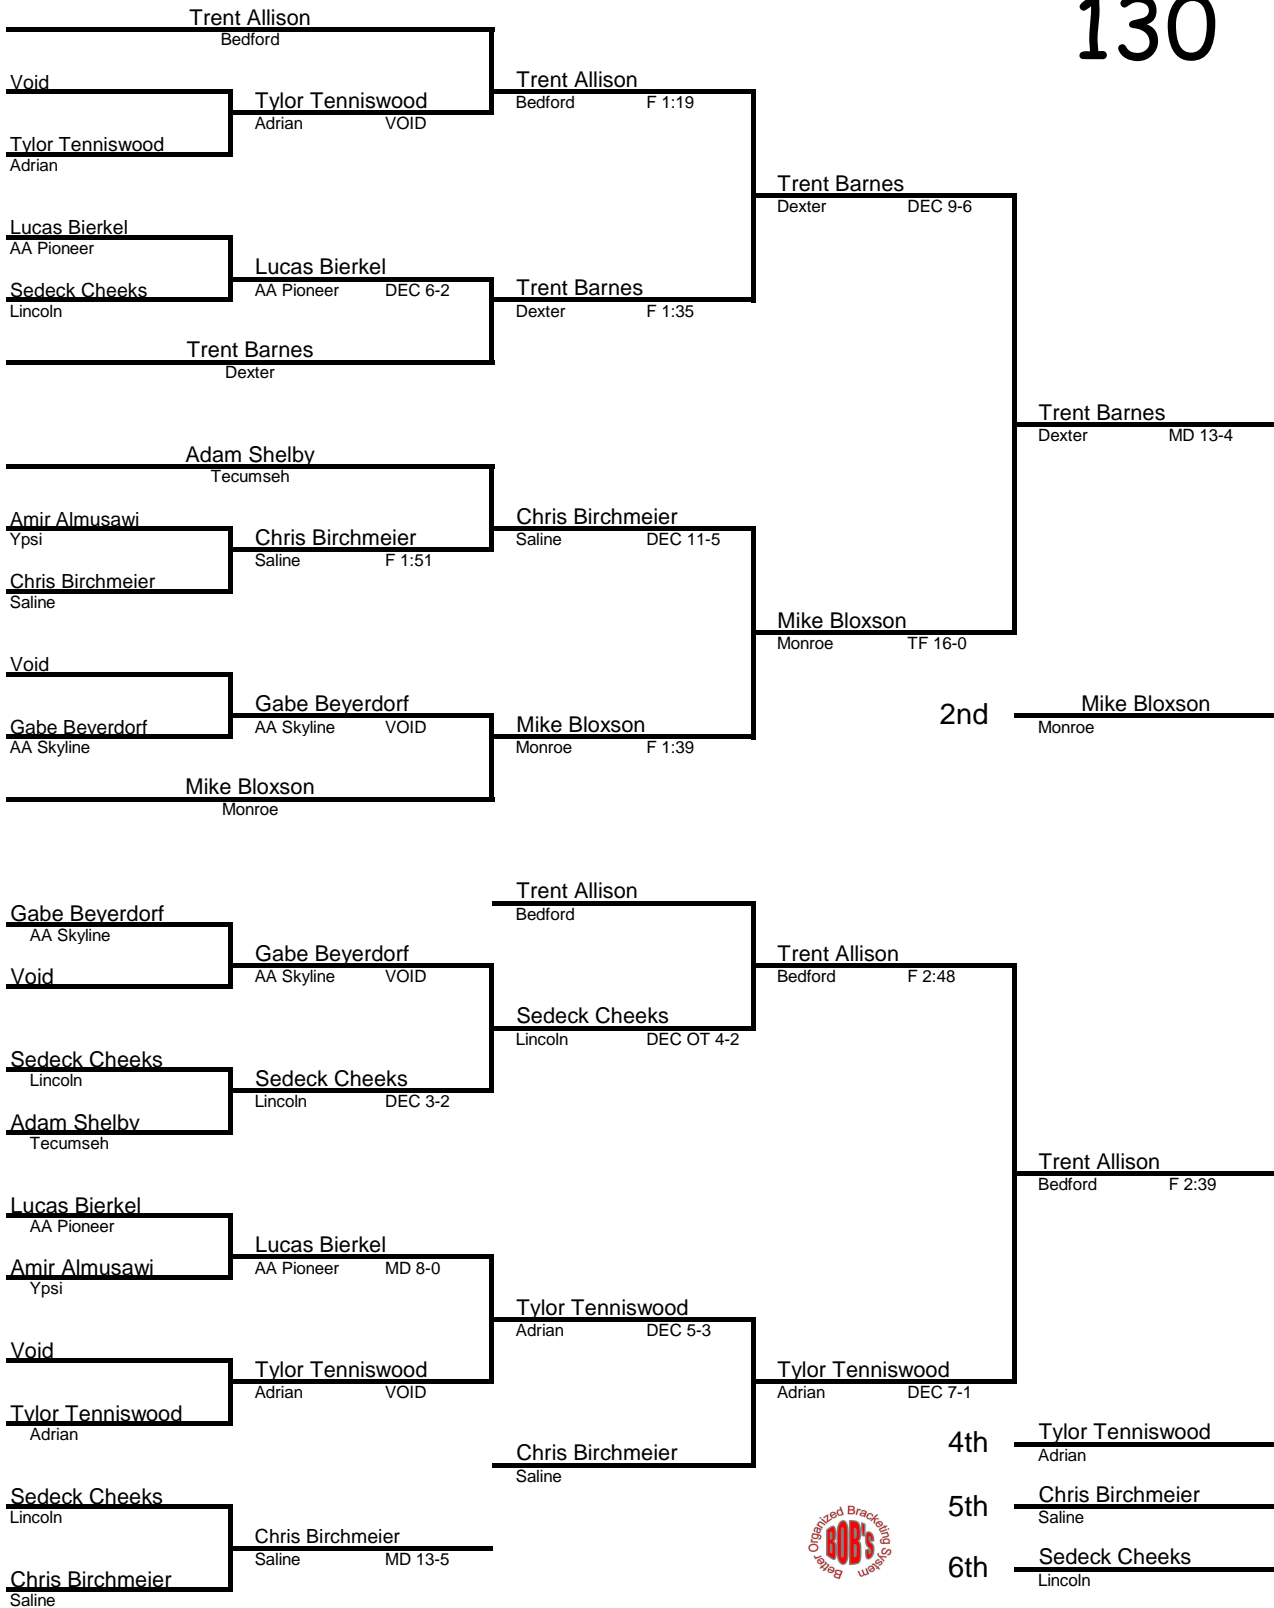 130
Trent Allison
Bedford
Void
Tylor Tenniswood
Adrian VOID
Tylor Tenniswood
Adrian
Trent Allison
Bedford F 1:19
Lucas Bierkel
AA Pioneer
Lucas Bierkel
AA Pioneer DEC 6-2
Sedeck Cheeks
Lincoln
Trent Barnes
Dexter F 1:35
Trent Barnes
Dexter
Trent Barnes
Dexter DEC 9-6
Adam Shelby
Tecumseh
Amir Almusawi
Ypsi
Chris Birchmeier
Saline F 1:51
Chris Birchmeier
Saline
Chris Birchmeier
Saline DEC 11-5
Void
Gabe Beyerdorf
AA Skyline VOID
Gabe Beyerdorf
AA Skyline
Mike Bloxson
Monroe F 1:39
Mike Bloxson
Monroe
Mike Bloxson
Monroe TF 16-0
Trent Barnes
Dexter MD 13-4
2nd Mike Bloxson
Monroe
Trent Allison
Bedford
Gabe Beyerdorf
AA Skyline
Gabe Beyerdorf
AA Skyline VOID
Void
Sedeck Cheeks
Lincoln DEC OT 4-2
Sedeck Cheeks
Lincoln
Sedeck Cheeks
Lincoln DEC 3-2
Adam Shelby
Tecumseh
Trent Allison
Bedford F 2:48
Lucas Bierkel
AA Pioneer
Lucas Bierkel
AA Pioneer MD 8-0
Amir Almusawi
Ypsi
Tylor Tenniswood
Adrian DEC 5-3
Void
Tylor Tenniswood
Adrian VOID
Tylor Tenniswood
Adrian
Tylor Tenniswood
Adrian DEC 7-1
Chris Birchmeier
Saline
Trent Allison
Bedford F 2:39
Sedeck Cheeks
Lincoln
Chris Birchmeier
Saline MD 13-5
Chris Birchmeier
Saline
4th Tylor Tenniswood
Adrian
5th Chris Birchmeier
Saline
6th Sedeck Cheeks
Lincoln
Better Organized Bracketing System
BOB'S